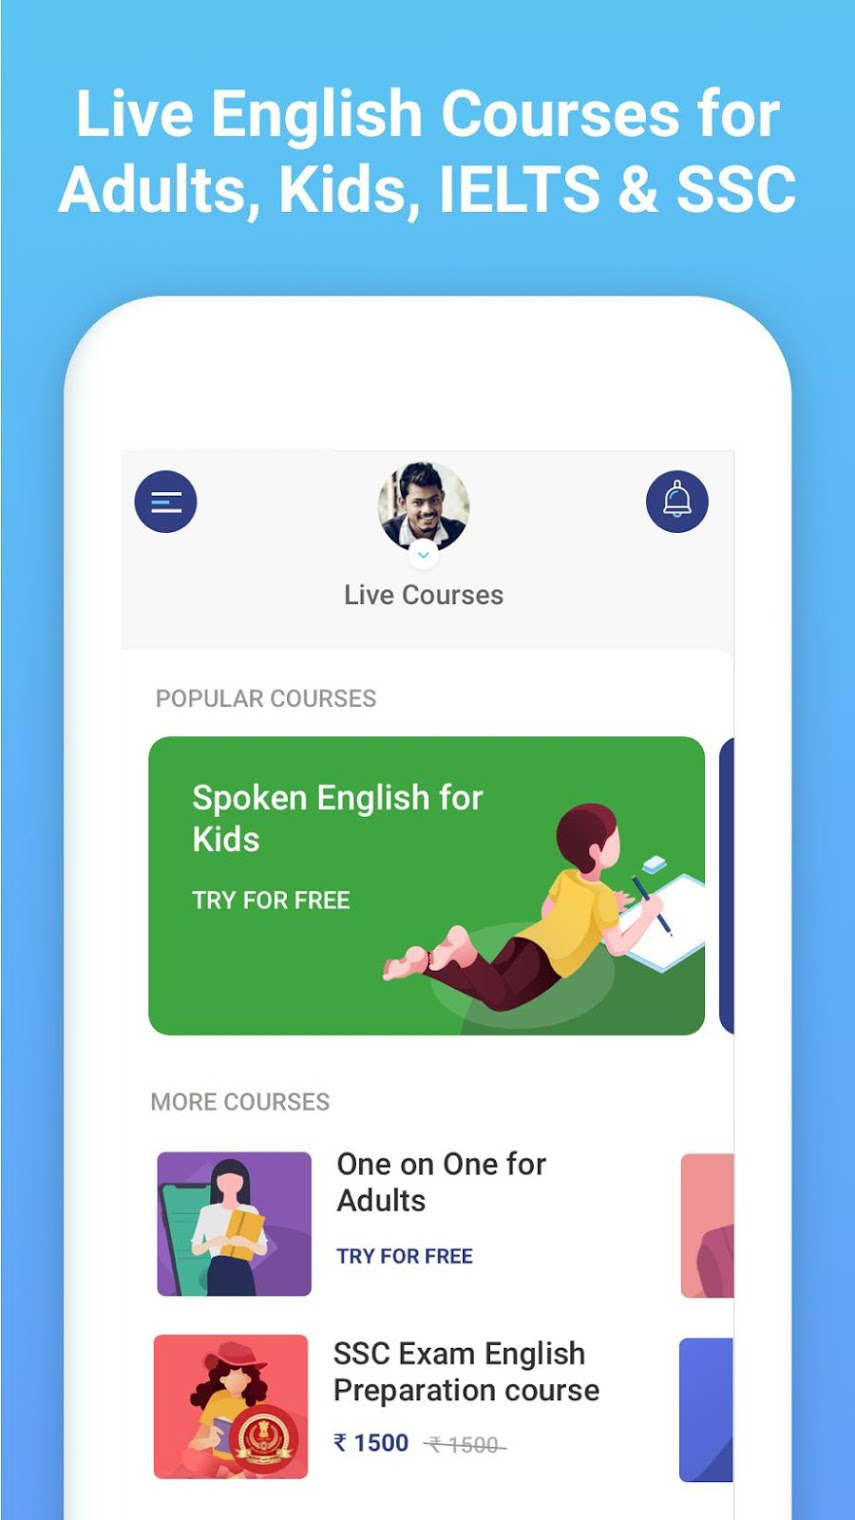 Live English Courses for
Adults, Kids, IELTS & SSC
Live Courses
POPULAR COURSES
Spoken English for
Kids
TRY FOR FREE
MORE COURSES
One on One for
Adults
TRY FOR FREE
SSC Exam English
Preparation course
₹ 1500 ₹ 1500